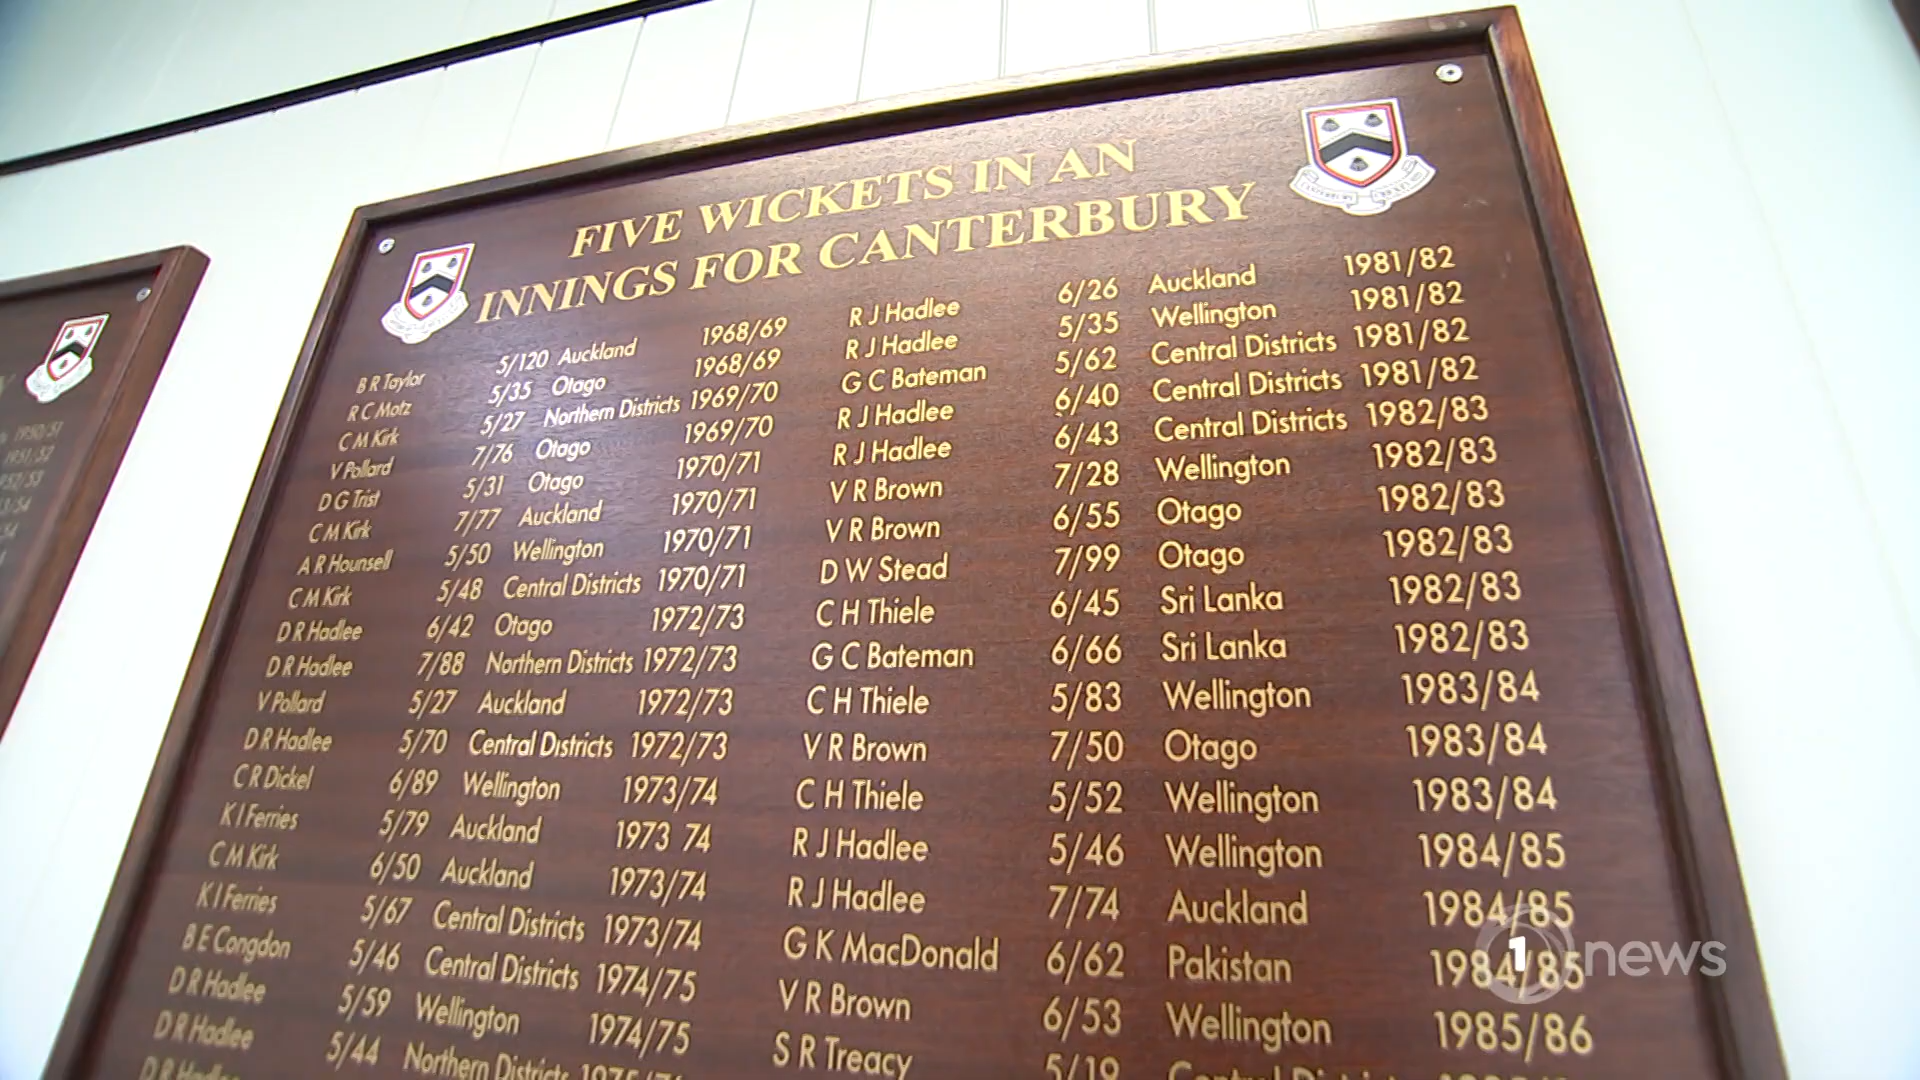 FIVE WICKETS IN AN
INNINGS FOR CANTERBURY
B R Taylor 5/120 Auckland 1968/69
R C Motz 5/35 Otago 1968/69
C M Kirk 5/27 Northern Districts 1969/70
V Pollard 7/76 Otago 1969/70
D G Trist 5/31 Otago 1970/71
C M Kirk 7/77 Auckland 1970/71
A R Hounsell 5/50 Wellington 1970/71
C M Kirk 5/48 Central Districts 1970/71
D R Hadlee 6/42 Otago 1972/73
D R Hadlee 7/88 Northern Districts 1972/73
V Pollard 5/27 Auckland 1972/73
D R Hadlee 5/70 Central Districts 1972/73
C R Dickel 6/89 Wellington 1973/74
K I Ferries 5/79 Auckland 1973 74
C M Kirk 6/50 Auckland 1973/74
K I Ferries 5/67 Central Districts 1973/74
B E Congdon 5/46 Central Districts 1974/75
D R Hadlee 5/59 Wellington 1974/75
D R Hadlee 5/44 Northern Districts
D R
R J Hadlee 6/26 Auckland 1981/82
R J Hadlee 5/35 Wellington 1981/82
G C Bateman 5/62 Central Districts 1981/82
R J Hadlee 6/40 Central Districts 1981/82
R J Hadlee 6/43 Central Districts 1982/83
V R Brown 7/28 Wellington 1982/83
V R Brown 6/55 Otago 1982/83
D W Stead 7/99 Otago 1982/83
C H Thiele 6/45 Sri Lanka 1982/83
G C Bateman 6/66 Sri Lanka 1982/83
C H Thiele 5/83 Wellington 1983/84
V R Brown 7/50 Otago 1983/84
C H Thiele 5/52 Wellington 1983/84
R J Hadlee 5/46 Wellington 1984/85
R J Hadlee 7/74 Auckland 1984/85
G K MacDonald 6/62 Pakistan 1984/85
V R Brown 6/53 Wellington 1985/86
S R Treacy 5/19
1950/51
1951/52
1 news